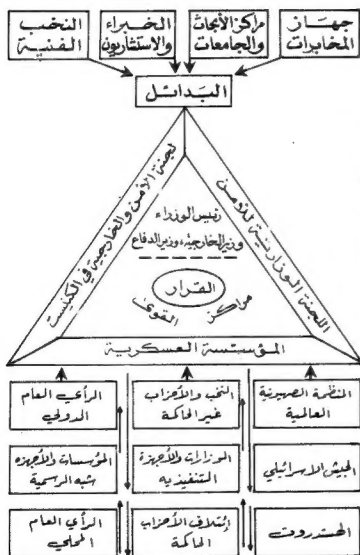 جهاز
المخابرات
مراكز الأبحاث
والجامعات
الخبراء
والاستشاريون
النخب
الفنية
البدائل
اللجنة الوزارية للأمن
لجنة الأمن والخارجية في الكنيست
رئيس الوزراء
وزير الخارجية، وزير الدفاع
القرار
مراكز القوى
المؤسسة العسكرية
المنظمة الصهيونية
العالمية
النخب والأحزاب
غير الحاكمة
الرأي العام
الدولي
الجيش الاسرائيلي
الوزارات والأجهزة
التنفيذية
المؤسسات والأجهزة
شبه الرسمية
الهستدروت
إئتلاف الأحزاب
الحاكمة
الرأي العام
المحلي